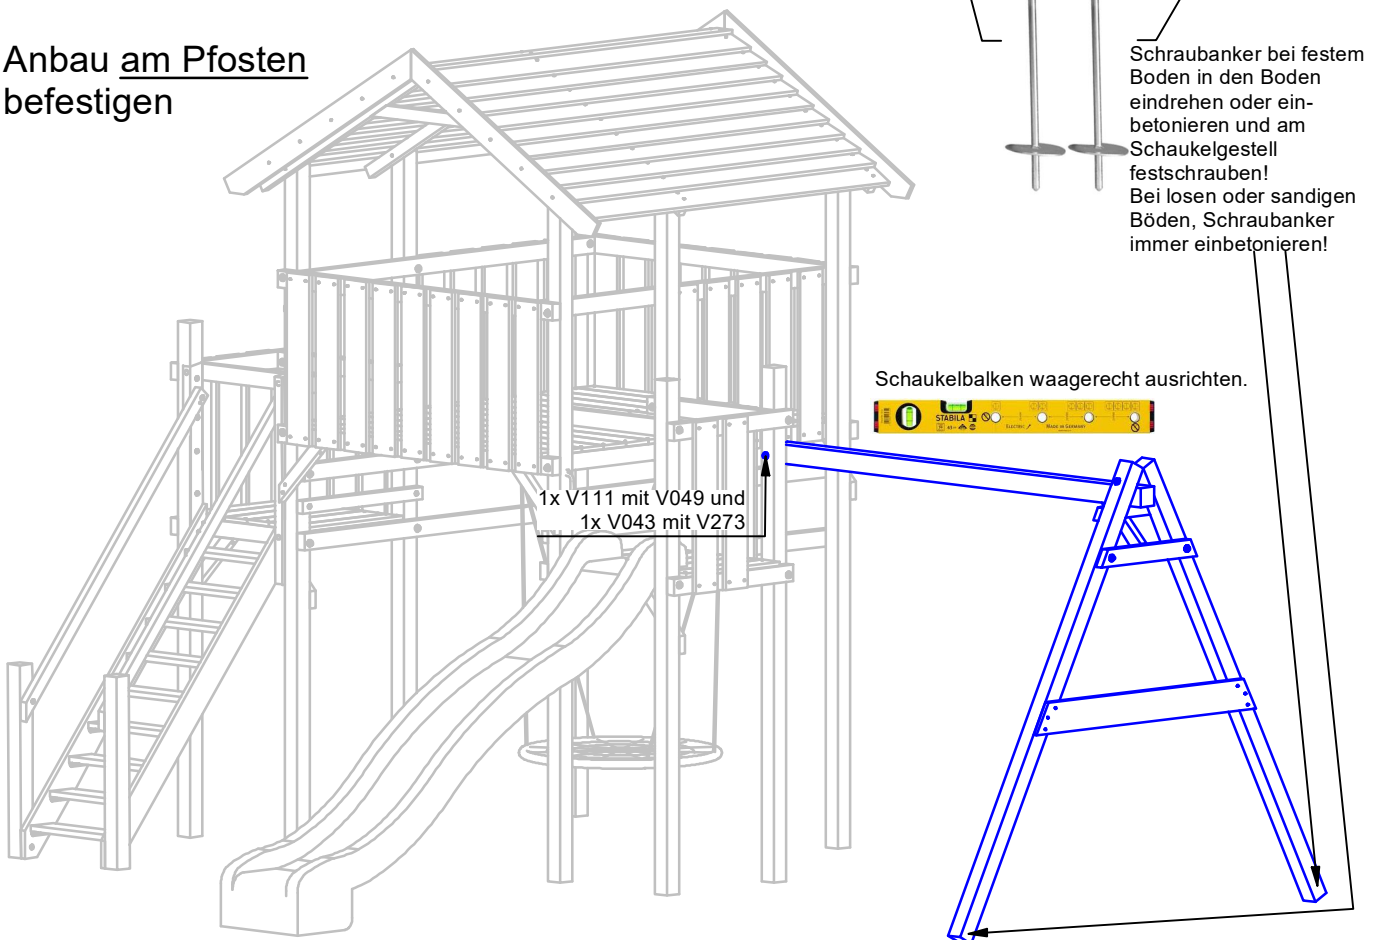 Anbau am Pfosten
befestigen
Schraubanker bei festem
Boden in den Boden
eindrehen oder ein-
betonieren und am
Schaukelgestell
festschrauben!
Bei losen oder sandigen
Böden, Schraubanker
immer einbetonieren!
Schaukelbalken waagerecht ausrichten.
STABILA
ELECTRIC
MADE IN GERMANY
1x V111 mit V049 und
1x V043 mit V273